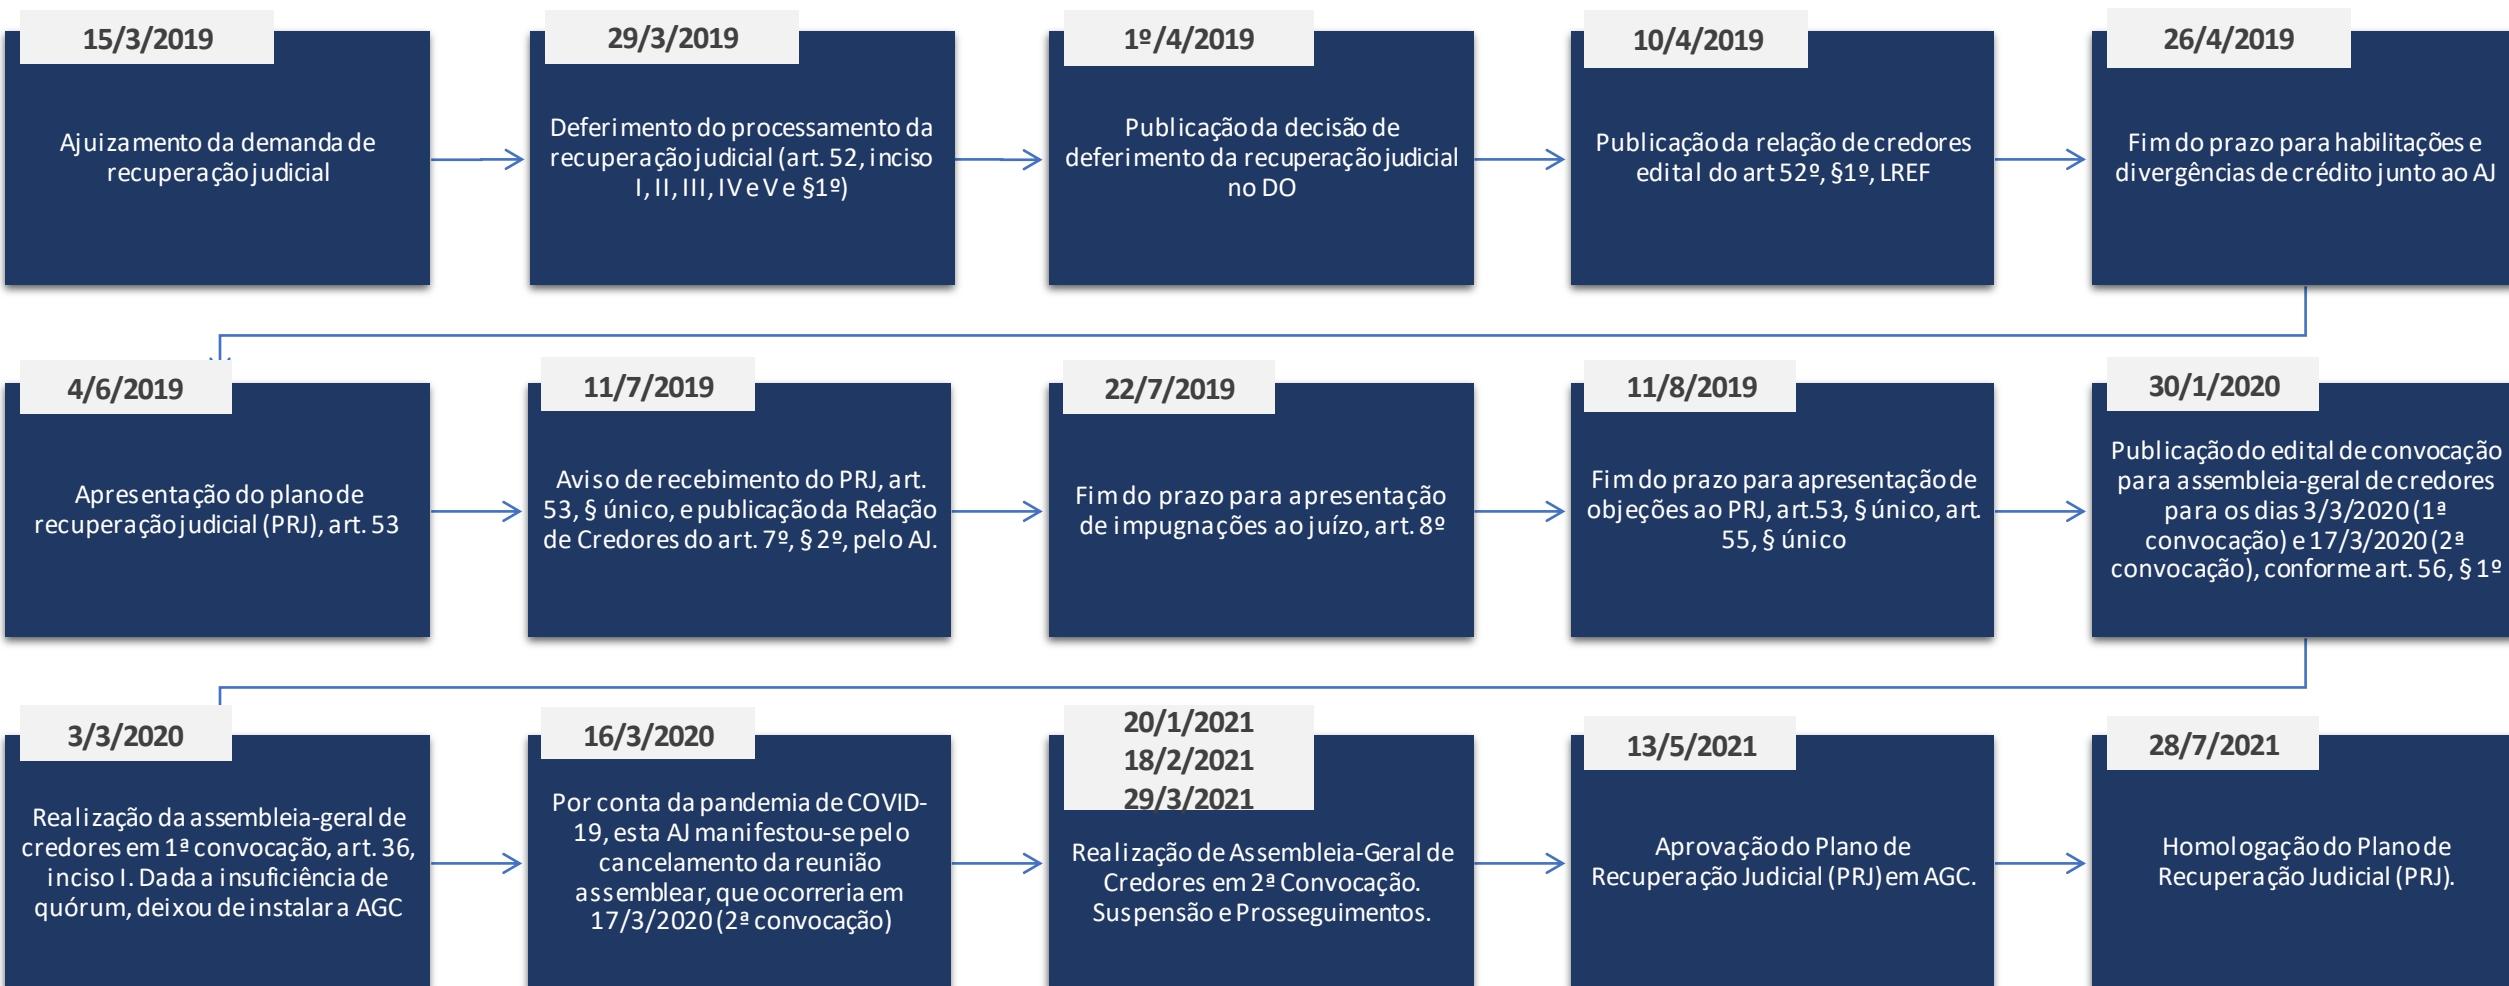 15/3/2019
Ajuizamento da demanda de
recuperação judicial
29/3/2019
Deferimento do processamento da
recuperação judicial (art. 52, inciso
I, II, III, IV e V e §1º)
1º/4/2019
Publicação da decisão de
deferimento da recuperação judicial
no DO
10/4/2019
Publicação da relação de credores
edital do art 52º, §1º, LREF
26/4/2019
Fim do prazo para habilitações e
divergências de crédito junto ao AJ
4/6/2019
Apresentação do plano de
recuperação judicial (PRJ), art. 53
11/7/2019
Aviso de recebimento do PRJ, art.
53, § único, e publicação da Relação
de Credores do art. 7º, § 2º, pelo AJ.
22/7/2019
Fim do prazo para apresentação
de impugnações ao juízo, art. 8º
11/8/2019
Fim do prazo para apresentação de
objeções ao PRJ, art.53, § único, art.
55, § único
30/1/2020
Publicação do edital de convocação
para assembleia-geral de credores
para os dias 3/3/2020 (1ª
convocação) e 17/3/2020 (2ª
convocação), conforme art. 56, § 1º
3/3/2020
Realização da assembleia-geral de
credores em 1ª convocação, art. 36,
inciso I. Dada a insuficiência de
quórum, deixou de instalar a AGC
16/3/2020
Por conta da pandemia de COVID-
19, esta AJ manifestou-se pelo
cancelamento da reunião
assemblear, que ocorreria em
17/3/2020 (2ª convocação)
20/1/2021
18/2/2021
29/3/2021
Realização de Assembleia-Geral de
Credores em 2ª Convocação.
Suspensão e Prosseguimentos.
13/5/2021
Aprovação do Plano de
Recuperação Judicial (PRJ) em AGC.
28/7/2021
Homologação do Plano de
Recuperação Judicial (PRJ).